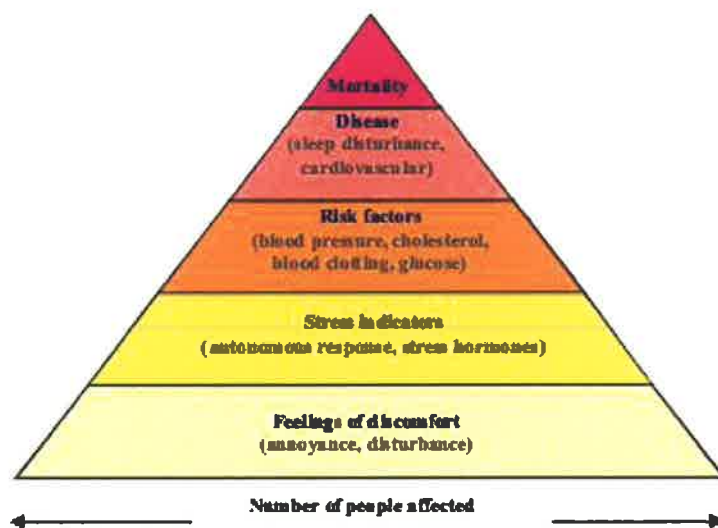 Mortality
Disease
(sleep disturbance,
cardiovascular)
Risk factors
(blood pressure, cholesterol,
blood clotting, glucose)
Stress indicators
(autonomous response, stress hormones)
Feelings of discomfort
(annoyance, disturbance)
Number of people affected